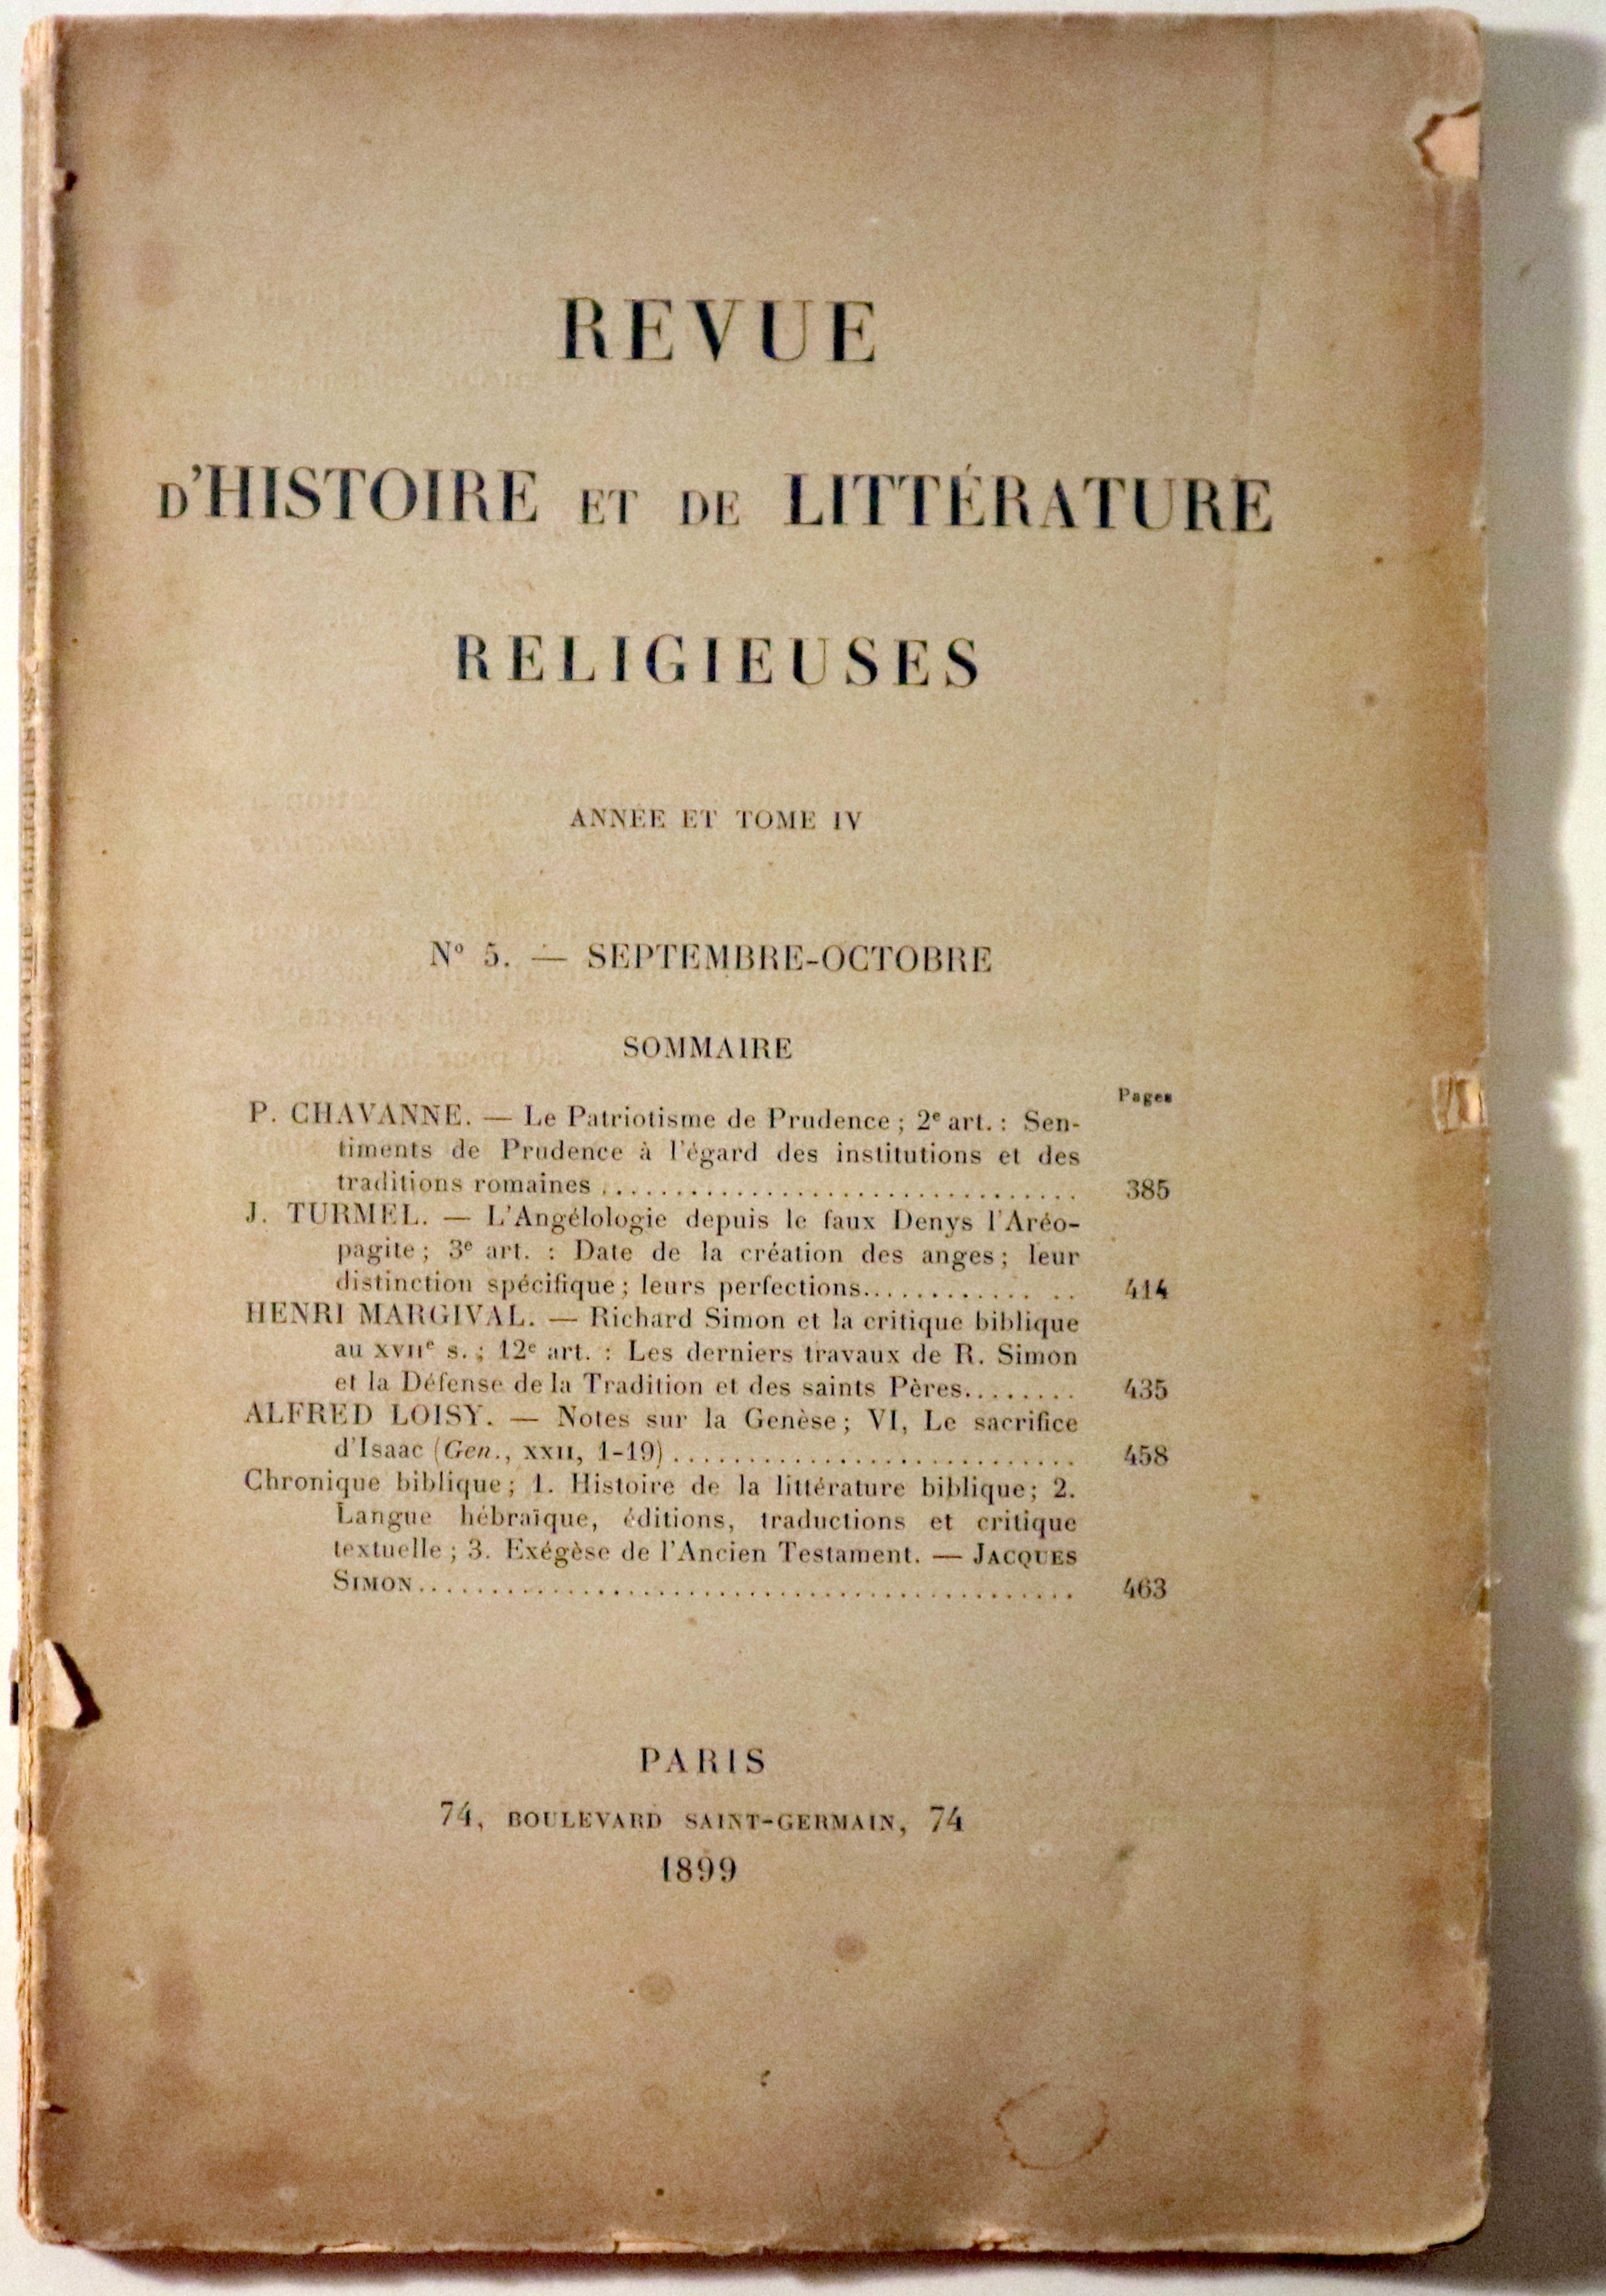 REVUE
D'HISTOIRE ET DE LITTÉRATURE
RELIGIEUSES
ANNÉE ET TOME IV
Nº 5. — SEPTEMBRE-OCTOBRE
SOMMAIRE
Pages
P. CHAVANNE. — Le Patriotisme de Prudence ; 2e art. : Sen-
timents de Prudence à l'égard des institutions et des
traditions romaines ................................ 385
J. TURMEL. — L'Angélologie depuis le faux Denys l'Aréo-
pagite ; 3e art. : Date de la création des anges ; leur
distinction spécifique ; leurs perfections............. .. 414
HENRI MARGIVAL. — Richard Simon et la critique biblique
au XVIIe s. ; 12e art. : Les derniers travaux de R. Simon
et la Défense de la Tradition et des saints Pères........ 435
ALFRED LOISY. — Notes sur la Genèse ; VI, Le sacrifice
d'Isaac (Gen., XXII, 1-19)............................ 458
Chronique biblique ; 1. Histoire de la littérature biblique ; 2.
Langue hébraïque, éditions, traductions et critique
textuelle ; 3. Exégèse de l'Ancien Testament. — JACQUES
SIMON............................................. 463
PARIS
74, BOULEVARD SAINT-GERMAIN, 74
1899